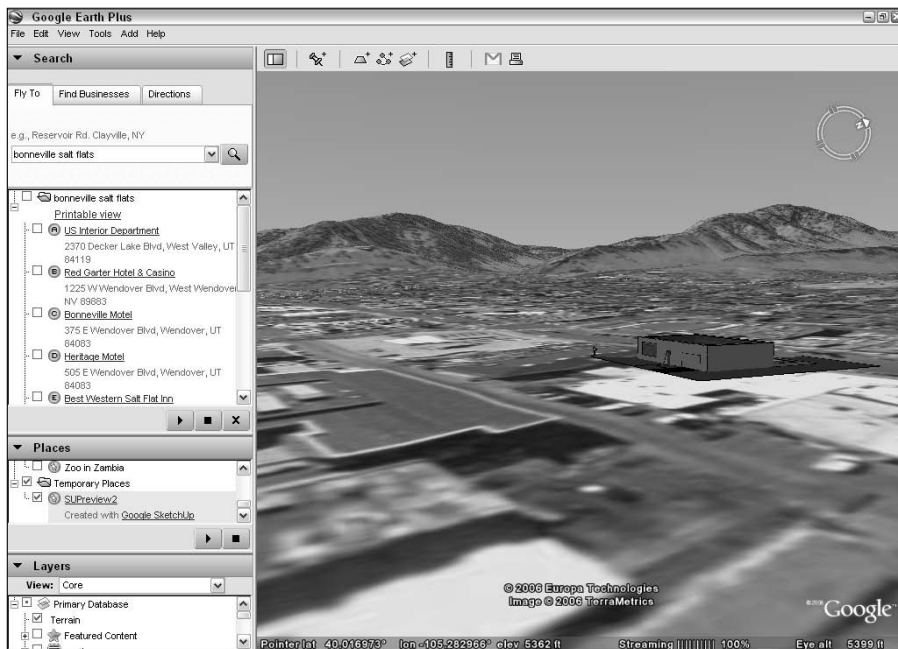 Google Earth Plus
File Edit View Tools Add Help
Search
Fly To Find Businesses Directions
e.g., Reservoir Rd. Clayville, NY
bonneville salt flats
bonneville salt flats
Printable view
A US Interior Department
2370 Decker Lake Blvd, West Valley, UT
84119
B Red Garter Hotel & Casino
1225 W Wendover Blvd, West Wendover,
NV 89883
C Bonneville Motel
375 E Wendover Blvd, Wendover, UT
84083
D Heritage Motel
505 E Wendover Blvd, Wendover, UT
84083
E Best Western Salt Flat Inn
Places
Zoo in Zambia
Temporary Places
SUPreview2
Created with Google SketchUp
Layers
View: Core
Primary Database
Terrain
Featured Content
N
© 2006 Europa Technologies
Image © 2006 TerraMetrics
©2006 Google™
Pointer lat 40.016973° lon -105.282966° elev 5362 ft Streaming |||||||||| 100% Eye alt 5399 ft